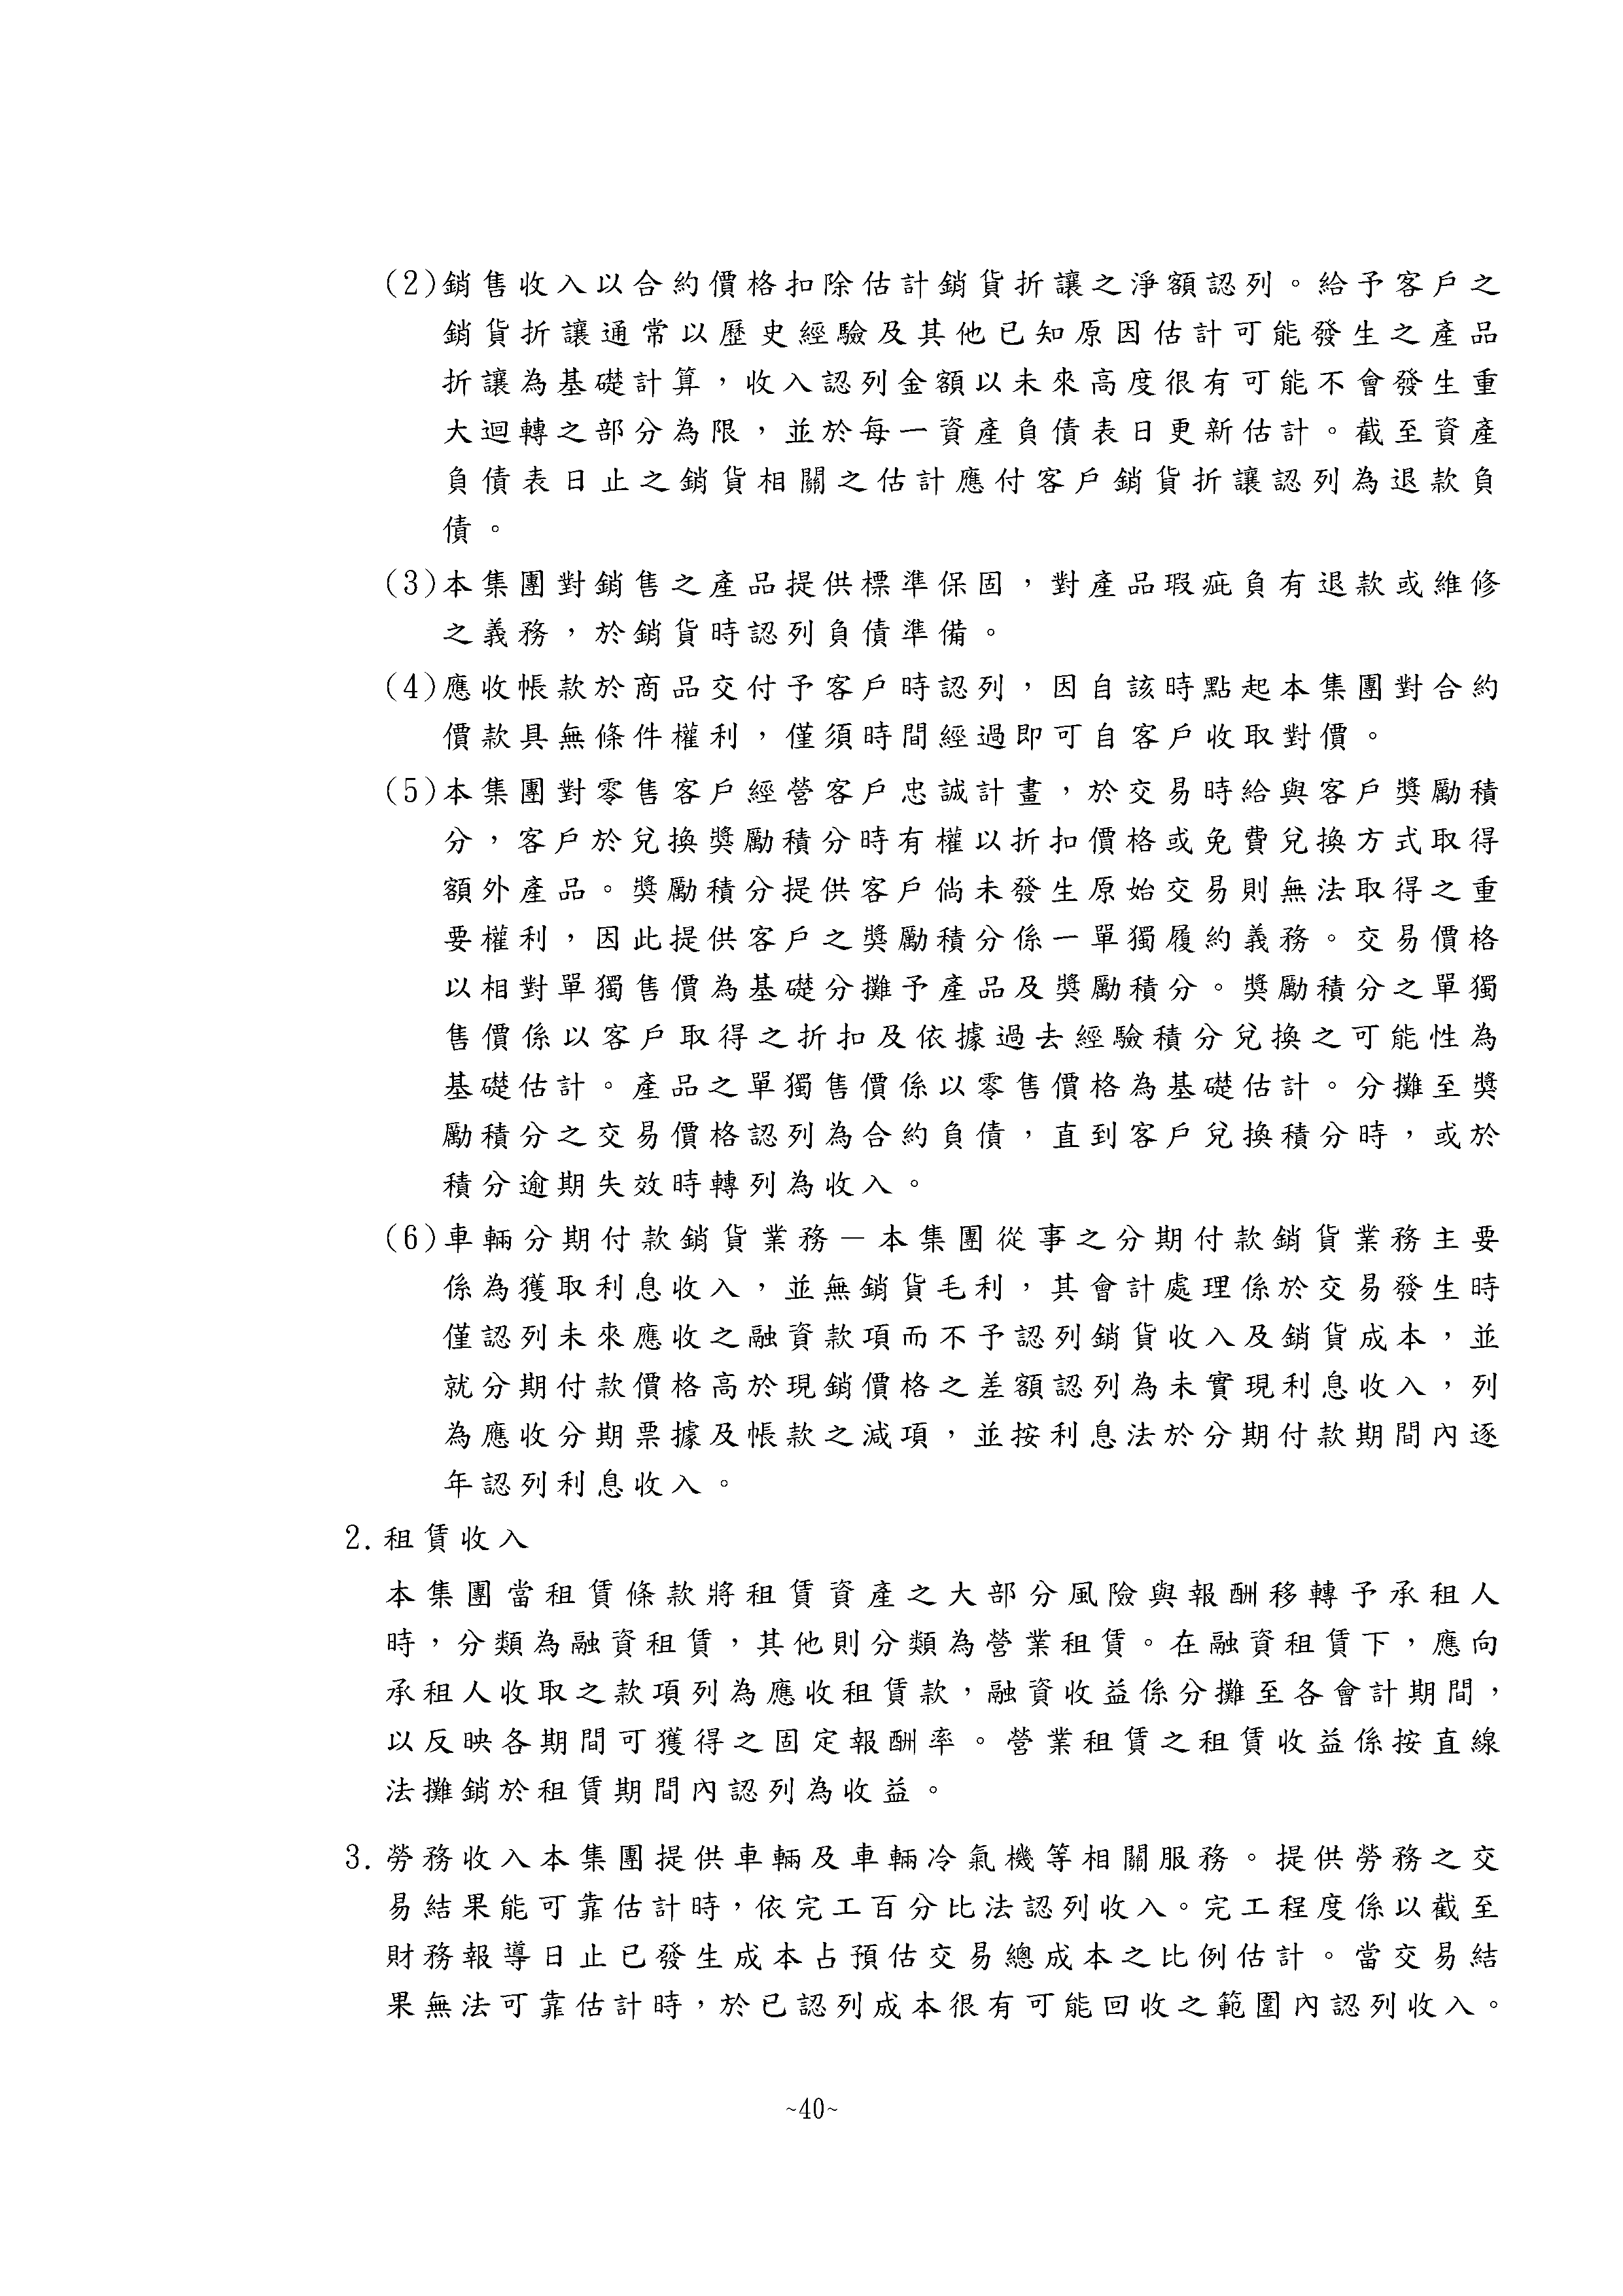 (2)銷售收入以合約價格扣除估計銷貨折讓之淨額認列。給予客戶之
銷貨折讓通常以歷史經驗及其他已知原因估計可能發生之產品
折讓為基礎計算，收入認列金額以未來高度很有可能不會發生重
大迴轉之部分為限，並於每一資產負債表日更新估計。截至資產
負債表日止之銷貨相關之估計應付客戶銷貨折讓認列為退款負
債。
(3)本集團對銷售之產品提供標準保固，對產品瑕疵負有退款或維修
之義務，於銷貨時認列負債準備。
(4)應收帳款於商品交付予客戶時認列，因自該時點起本集團對合約
價款具無條件權利，僅須時間經過即可自客戶收取對價。
(5)本集團對零售客戶經營客戶忠誠計畫，於交易時給與客戶獎勵積
分，客戶於兌換獎勵積分時有權以折扣價格或免費兌換方式取得
額外產品。獎勵積分提供客戶倘未發生原始交易則無法取得之重
要權利，因此提供客戶之獎勵積分係一單獨履約義務。交易價格
以相對單獨售價為基礎分攤予產品及獎勵積分。獎勵積分之單獨
售價係以客戶取得之折扣及依據過去經驗積分兌換之可能性為
基礎估計。產品之單獨售價係以零售價格為基礎估計。分攤至獎
勵積分之交易價格認列為合約負債，直到客戶兌換積分時，或於
積分逾期失效時轉列為收入。
(6)車輛分期付款銷貨業務－本集團從事之分期付款銷貨業務主要
係為獲取利息收入，並無銷貨毛利，其會計處理係於交易發生時
僅認列未來應收之融資款項而不予認列銷貨收入及銷貨成本，並
就分期付款價格高於現銷價格之差額認列為未實現利息收入，列
為應收分期票據及帳款之減項，並按利息法於分期付款期間內逐
年認列利息收入。
2.租賃收入
本集團當租賃條款將租賃資產之大部分風險與報酬移轉予承租人
時，分類為融資租賃，其他則分類為營業租賃。在融資租賃下，應向
承租人收取之款項列為應收租賃款，融資收益係分攤至各會計期間，
以反映各期間可獲得之固定報酬率。營業租賃之租賃收益係按直線
法攤銷於租賃期間內認列為收益。
3.勞務收入本集團提供車輛及車輛冷氣機等相關服務。提供勞務之交
易結果能可靠估計時，依完工百分比法認列收入。完工程度係以截至
財務報導日止已發生成本占預估交易總成本之比例估計。當交易結
果無法可靠估計時，於已認列成本很有可能回收之範圍內認列收入。
~40~